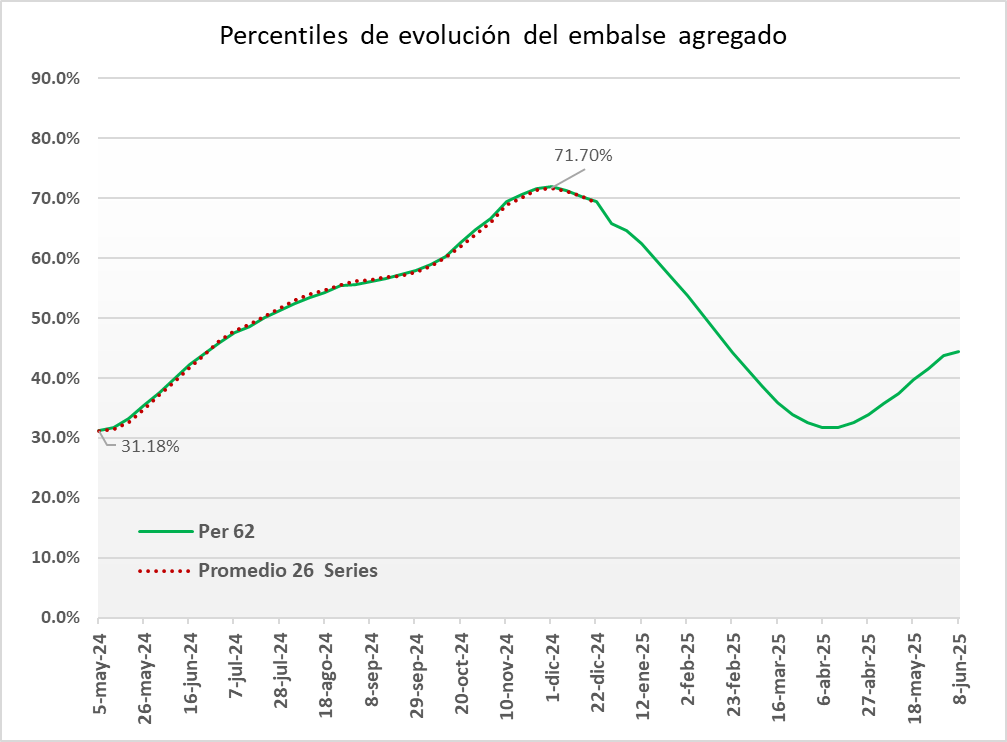 Percentiles de evolución del embalse agregado
90.0%
80.0%
70.0%
60.0%
50.0%
40.0%
30.0%
20.0%
10.0%
0.0%
71.70%
31.18%
Per 62
Promedio 26 Series
5-may-24
26-may-24
16-jun-24
7-jul-24
28-jul-24
18-ago-24
8-sep-24
29-sep-24
20-oct-24
10-nov-24
1-dic-24
22-dic-24
12-ene-25
2-feb-25
23-feb-25
16-mar-25
6-abr-25
27-abr-25
18-may-25
8-jun-25